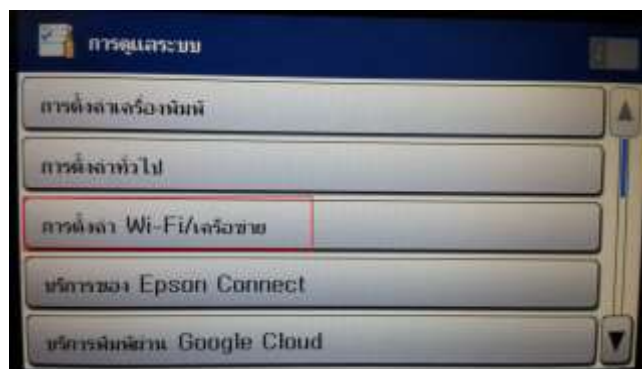 การดูแลระบบ
การตั้งค่าเครื่องพิมพ์
การตั้งค่าทั่วไป
การตั้งค่า Wi-Fi/เครือข่าย
บริการของ Epson Connect
บริการพิมพ์ผ่าน Google Cloud